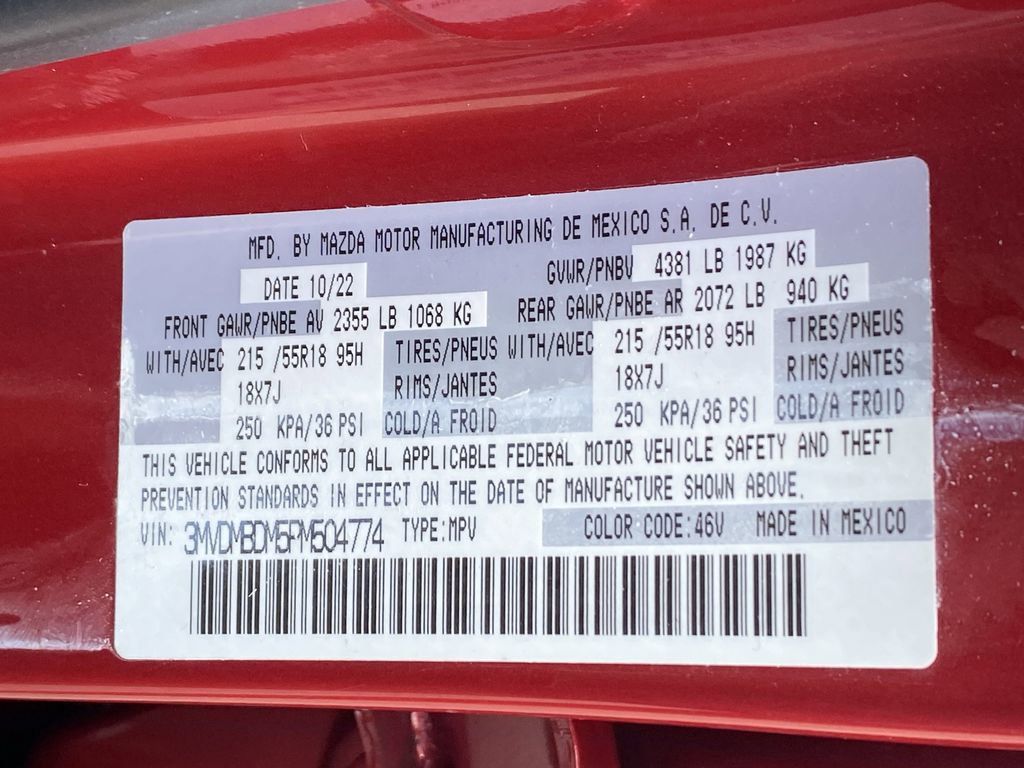 MFD. BY MAZDA MOTOR MANUFACTURING DE MEXICO S.A. DE C.V.
DATE 10/22 GVWR/PNBV 4381 LB 1987 KG
FRONT GAWR/PNBE AV 2355 LB 1068 KG REAR GAWR/PNBE AR 2072 LB 940 KG
WITH/AVEC 215 /55R18 95H TIRES/PNEUS WITH/AVEC 215 /55R18 95H TIRES/PNEUS
18X7J RIMS/JANTES 18X7J RIMS/JANTES
250 KPA/36 PSI COLD/A FROID 250 KPA/36 PSI COLD/A FROID
THIS VEHICLE CONFORMS TO ALL APPLICABLE FEDERAL MOTOR VEHICLE SAFETY AND THEFT
PREVENTION STANDARDS IN EFFECT ON THE DATE OF MANUFACTURE SHOWN ABOVE.
VIN: 3MVDMBDM5PM504774 TYPE:MPV COLOR CODE:46V MADE IN MEXICO